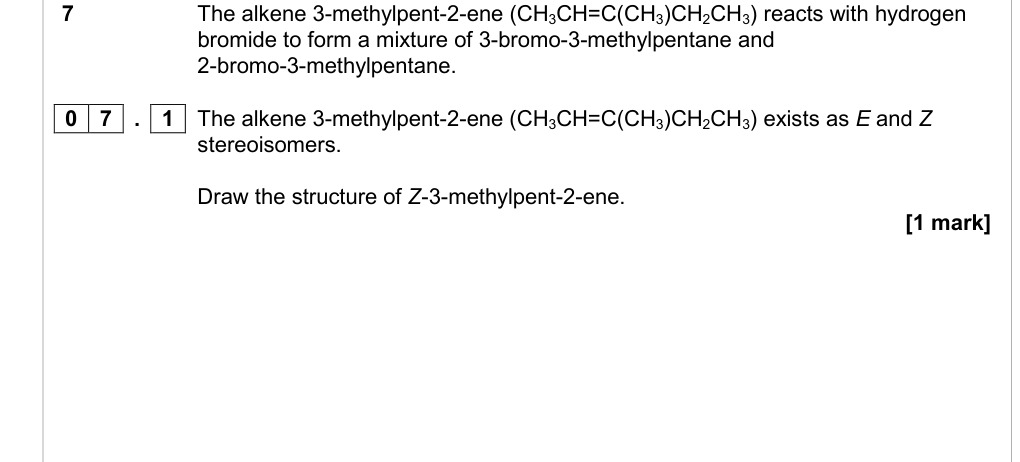 7 The alkene 3-methylpent-2-ene (CH₃CH=C(CH₃)CH₂CH₃) reacts with hydrogen
bromide to form a mixture of 3-bromo-3-methylpentane and
2-bromo-3-methylpentane.
0 7 . 1 The alkene 3-methylpent-2-ene (CH₃CH=C(CH₃)CH₂CH₃) exists as E and Z
stereoisomers.
Draw the structure of Z-3-methylpent-2-ene.
[1 mark]